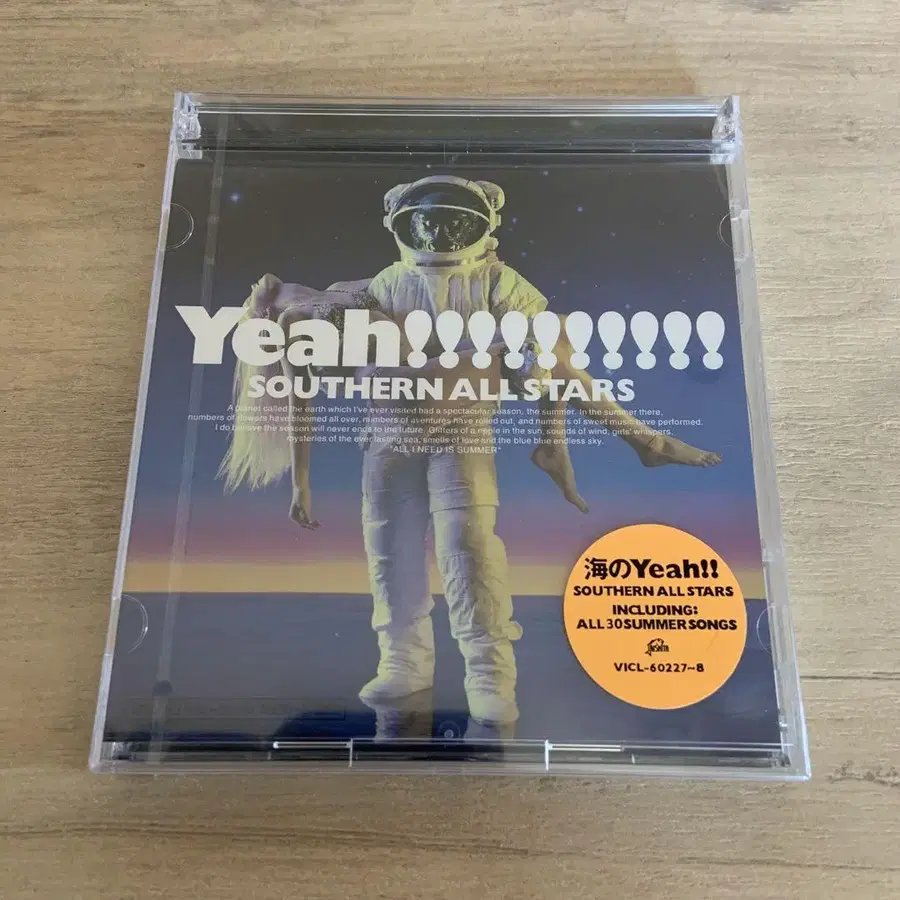 Yeah!!!!!!!!!!
SOUTHERN ALL STARS
A planet called the earth which I've ever visited had a spectacular season, the summer. In the summer there,
numbers of flowers have bloomed all over, numbers of aventures have rolled out, and numbers of sweet music have performed.
I do believe the season will never ends to the future. Glitters of a ripple in the sun, sounds of wind, girls' whispers,
mysteries of the ever lasting sea, smells of love and the blue blue endless sky.
"ALL I NEED IS SUMMER"
海のYeah!!
SOUTHERN ALL STARS
INCLUDING:
ALL 30 SUMMER SONGS
VICL-60227~8